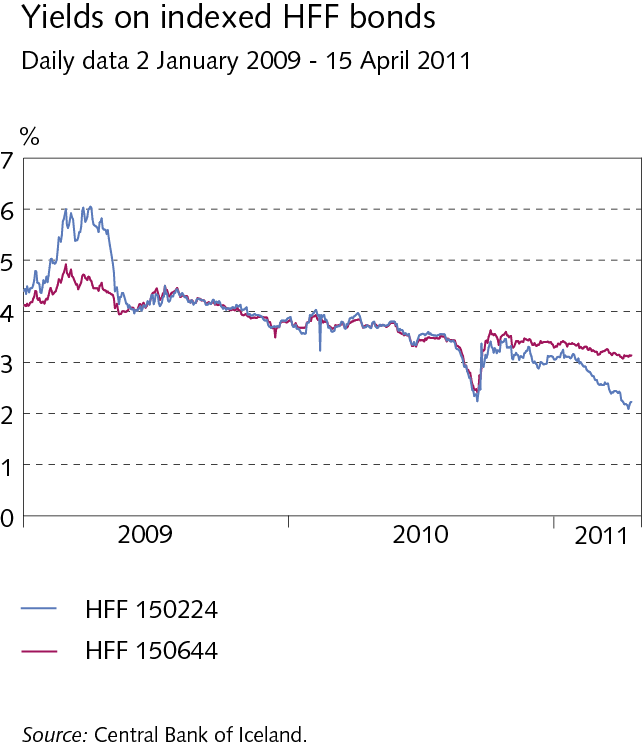 Yields on indexed HFF bonds
Daily data 2 January 2009 - 15 April 2011
%
7
6
5
4
3
2
1
0
2009 2010 2011
HFF 150224
HFF 150644
Source: Central Bank of Iceland.